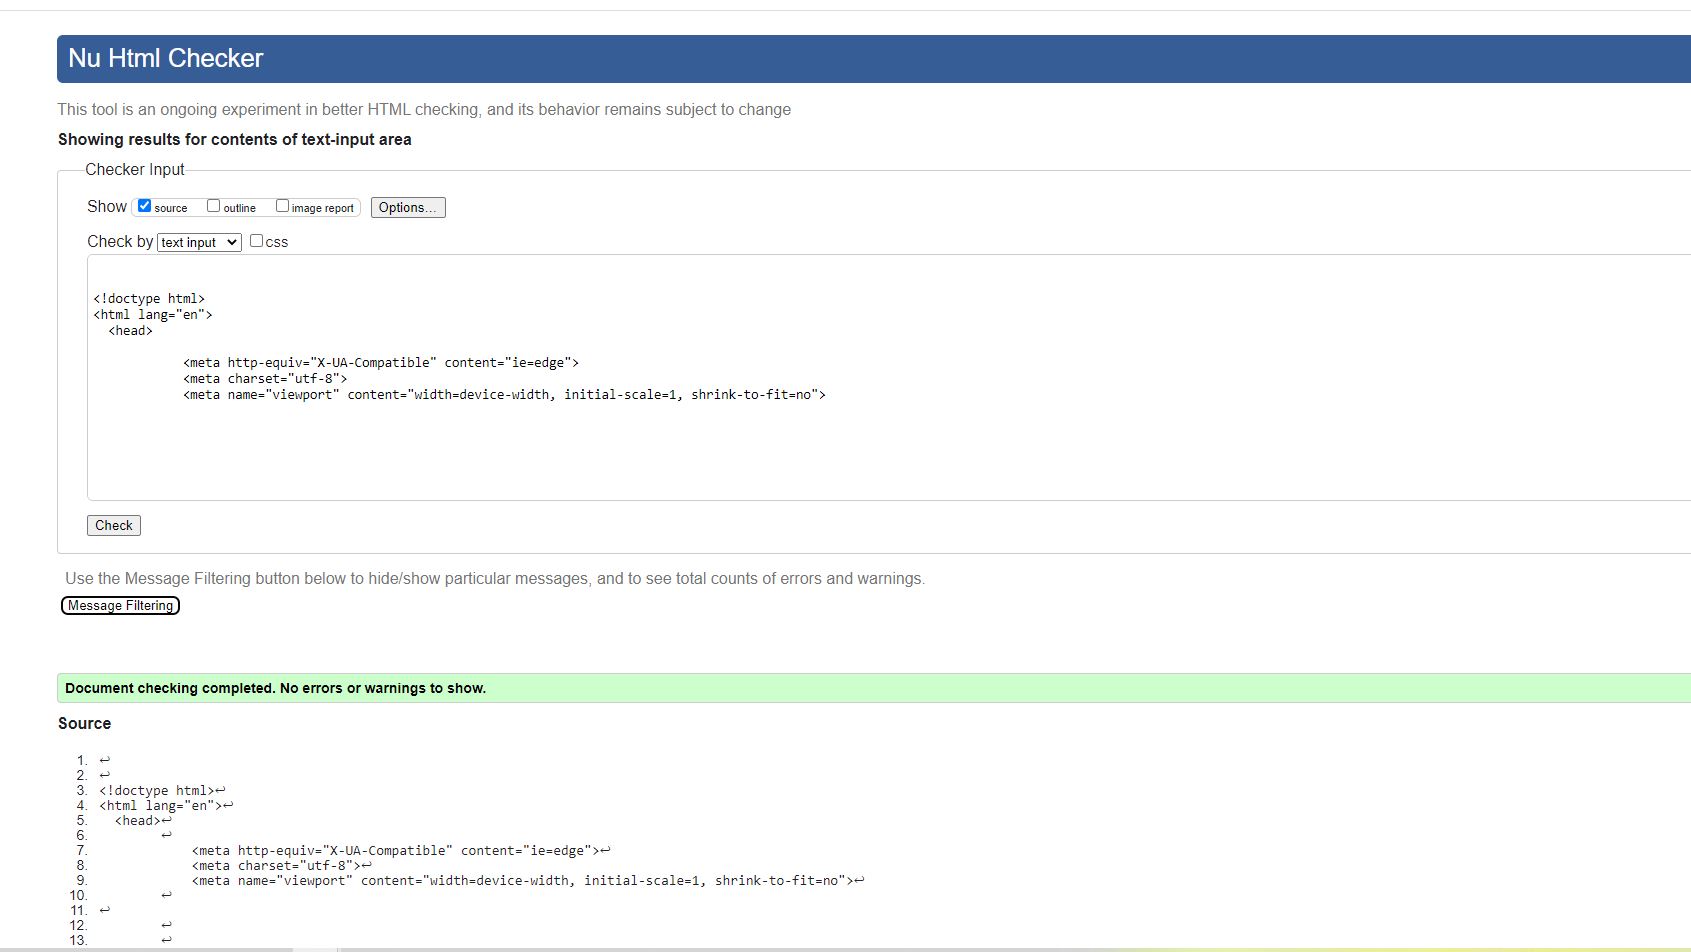 Nu Html Checker
This tool is an ongoing experiment in better HTML checking, and its behavior remains subject to change
Showing results for contents of text-input area
Checker Input
Show source outline image report Options...
Check by text input css
<!doctype html>
<html lang="en">
<head>
<meta http-equiv="X-UA-Compatible" content="ie=edge">
<meta charset="utf-8">
<meta name="viewport" content="width=device-width, initial-scale=1, shrink-to-fit=no">
Check
Use the Message Filtering button below to hide/show particular messages, and to see total counts of errors and warnings.
Message Filtering
Document checking completed. No errors or warnings to show.
Source
1. ↩
2. ↩
3. <!doctype html>↩
4. <html lang="en">↩
5. <head>↩
6. ↩
7. <meta http-equiv="X-UA-Compatible" content="ie=edge">↩
8. <meta charset="utf-8">↩
9. <meta name="viewport" content="width=device-width, initial-scale=1, shrink-to-fit=no">↩
10. ↩
11. ↩
12. ↩
13. ↩